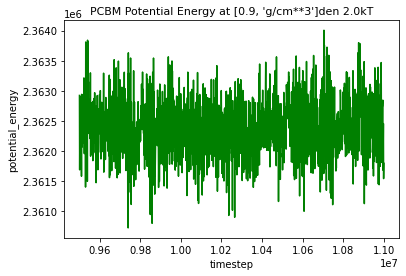 PCBM Potential Energy at [0.9, 'g/cm**3']den 2.0kT
1e6
2.3640
2.3635
2.3630
2.3625
2.3620
2.3615
2.3610
potential_energy
0.96 0.98 1.00 1.02 1.04 1.06 1.08 1.10
1e7
timestep